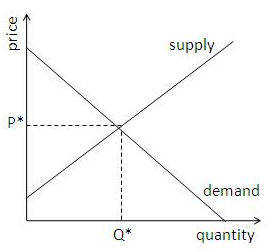 price
supply
P*
demand
Q*
quantity